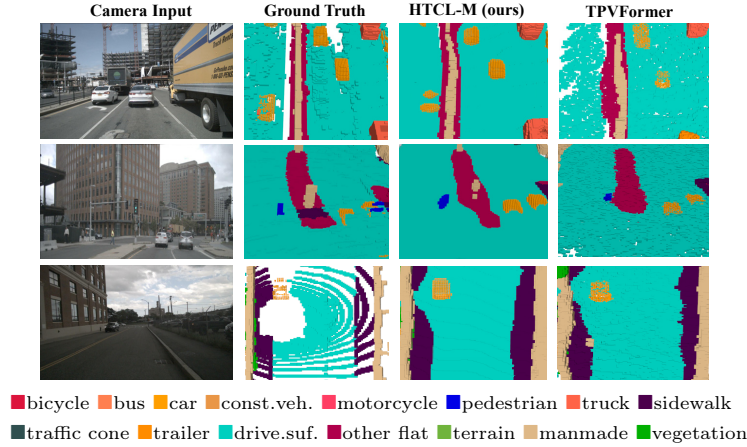 Camera Input Ground Truth HTCL-M (ours) TPVFormer
bicycle bus car const.veh. motorcycle pedestrian truck sidewalk
traffic cone trailer drive.suf. other flat terrain manmade vegetation